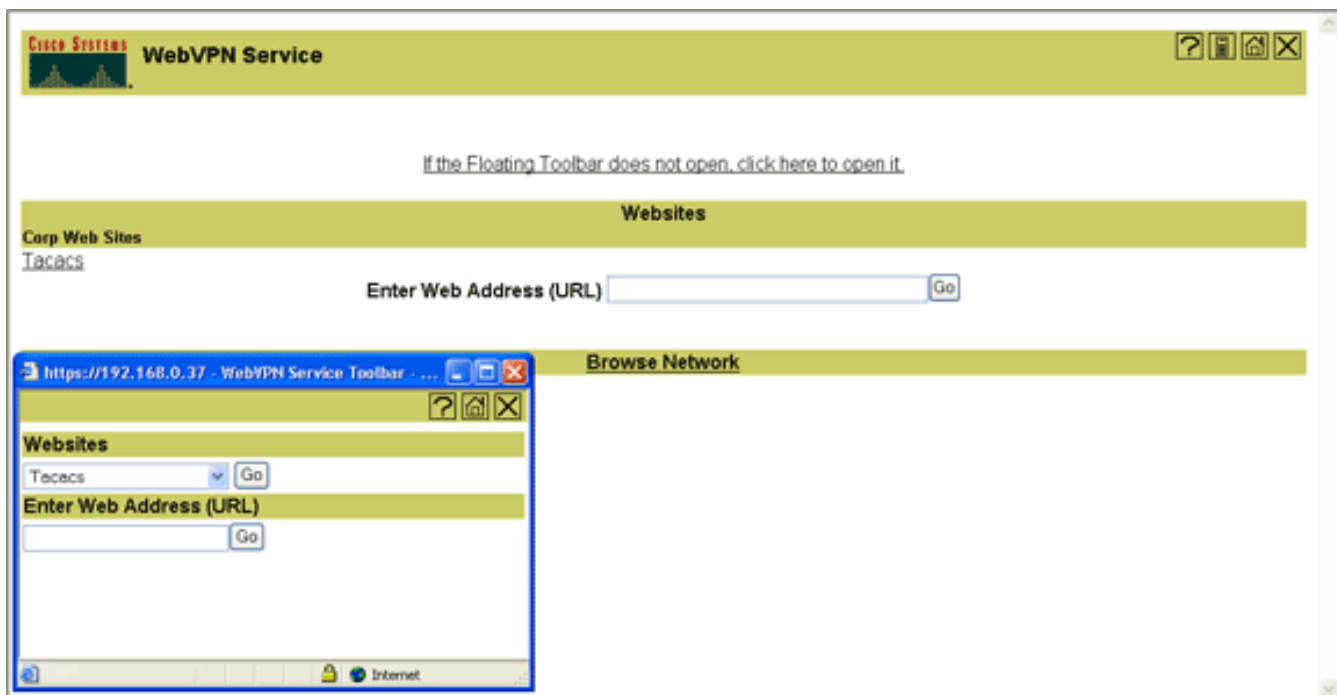 CISCO SYSTEMS
WebVPN Service
If the Floating Toolbar does not open, click here to open it.
Websites
Corp Web Sites
Tacacs
Enter Web Address (URL) Go
Browse Network
https://192.168.0.37 - WebVPN Service Toolbar - ...
Websites
Tacacs Go
Enter Web Address (URL)
Go
Internet